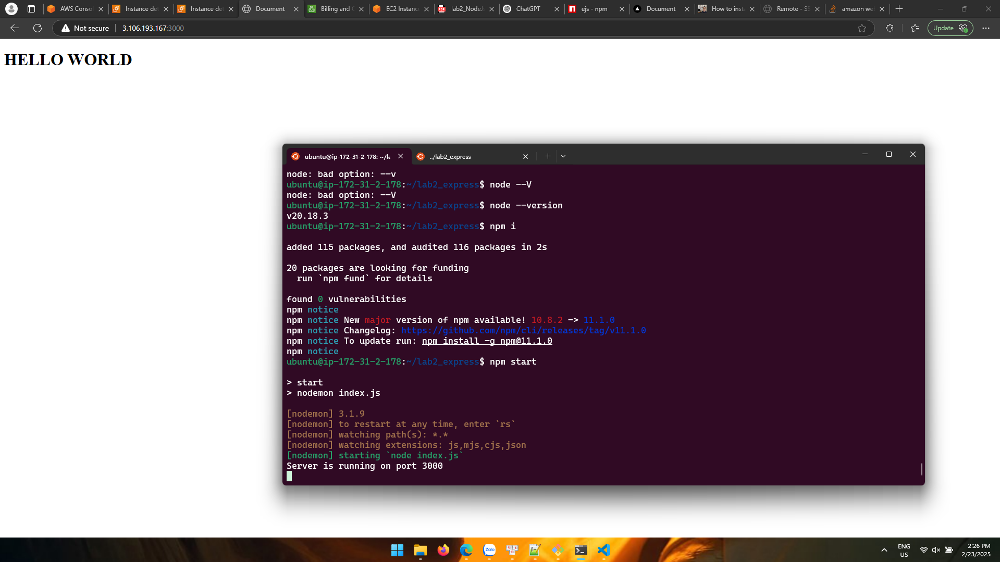 AWS Consol
Instance det
Instance det
Document
Billing and C
EC2 Instanc
lab2_NodeJ
ChatGPT
ejs - npm
Document
How to insta
Remote - SS
amazon we
Not secure
3.106.193.167:3000
Update
HELLO WORLD
ubuntu@ip-172-31-2-178: ~/la
../lab2_express
node: bad option: --v
ubuntu@ip-172-31-2-178:~/lab2_express$ node --V
node: bad option: --V
ubuntu@ip-172-31-2-178:~/lab2_express$ node --version
v20.18.3
ubuntu@ip-172-31-2-178:~/lab2_express$ npm i
added 115 packages, and audited 116 packages in 2s
20 packages are looking for funding
run `npm fund` for details
found 0 vulnerabilities
npm notice
npm notice New major version of npm available! 10.8.2 -> 11.1.0
npm notice Changelog: https://github.com/npm/cli/releases/tag/v11.1.0
npm notice To update run: npm install -g npm@11.1.0
npm notice
ubuntu@ip-172-31-2-178:~/lab2_express$ npm start
> start
> nodemon index.js
[nodemon] 3.1.9
[nodemon] to restart at any time, enter `rs`
[nodemon] watching path(s): *.*
[nodemon] watching extensions: js,mjs,cjs,json
[nodemon] starting `node index.js`
Server is running on port 3000
Zalo
ENG
US
2:26 PM
2/23/2025